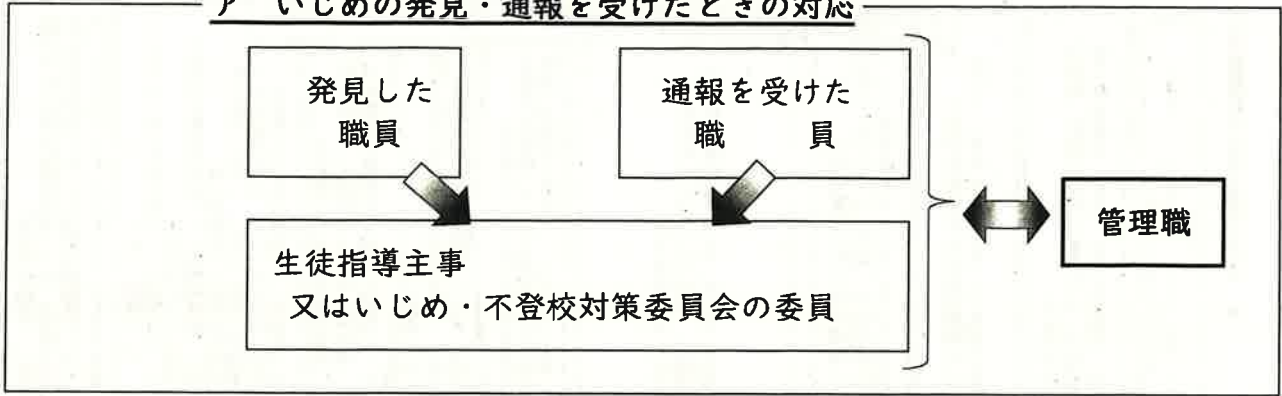 ア いじめの発見・通報を受けたときの対応
発見した
職員
通報を受けた
職 員
生徒指導主事
又はいじめ・不登校対策委員会の委員
管理職